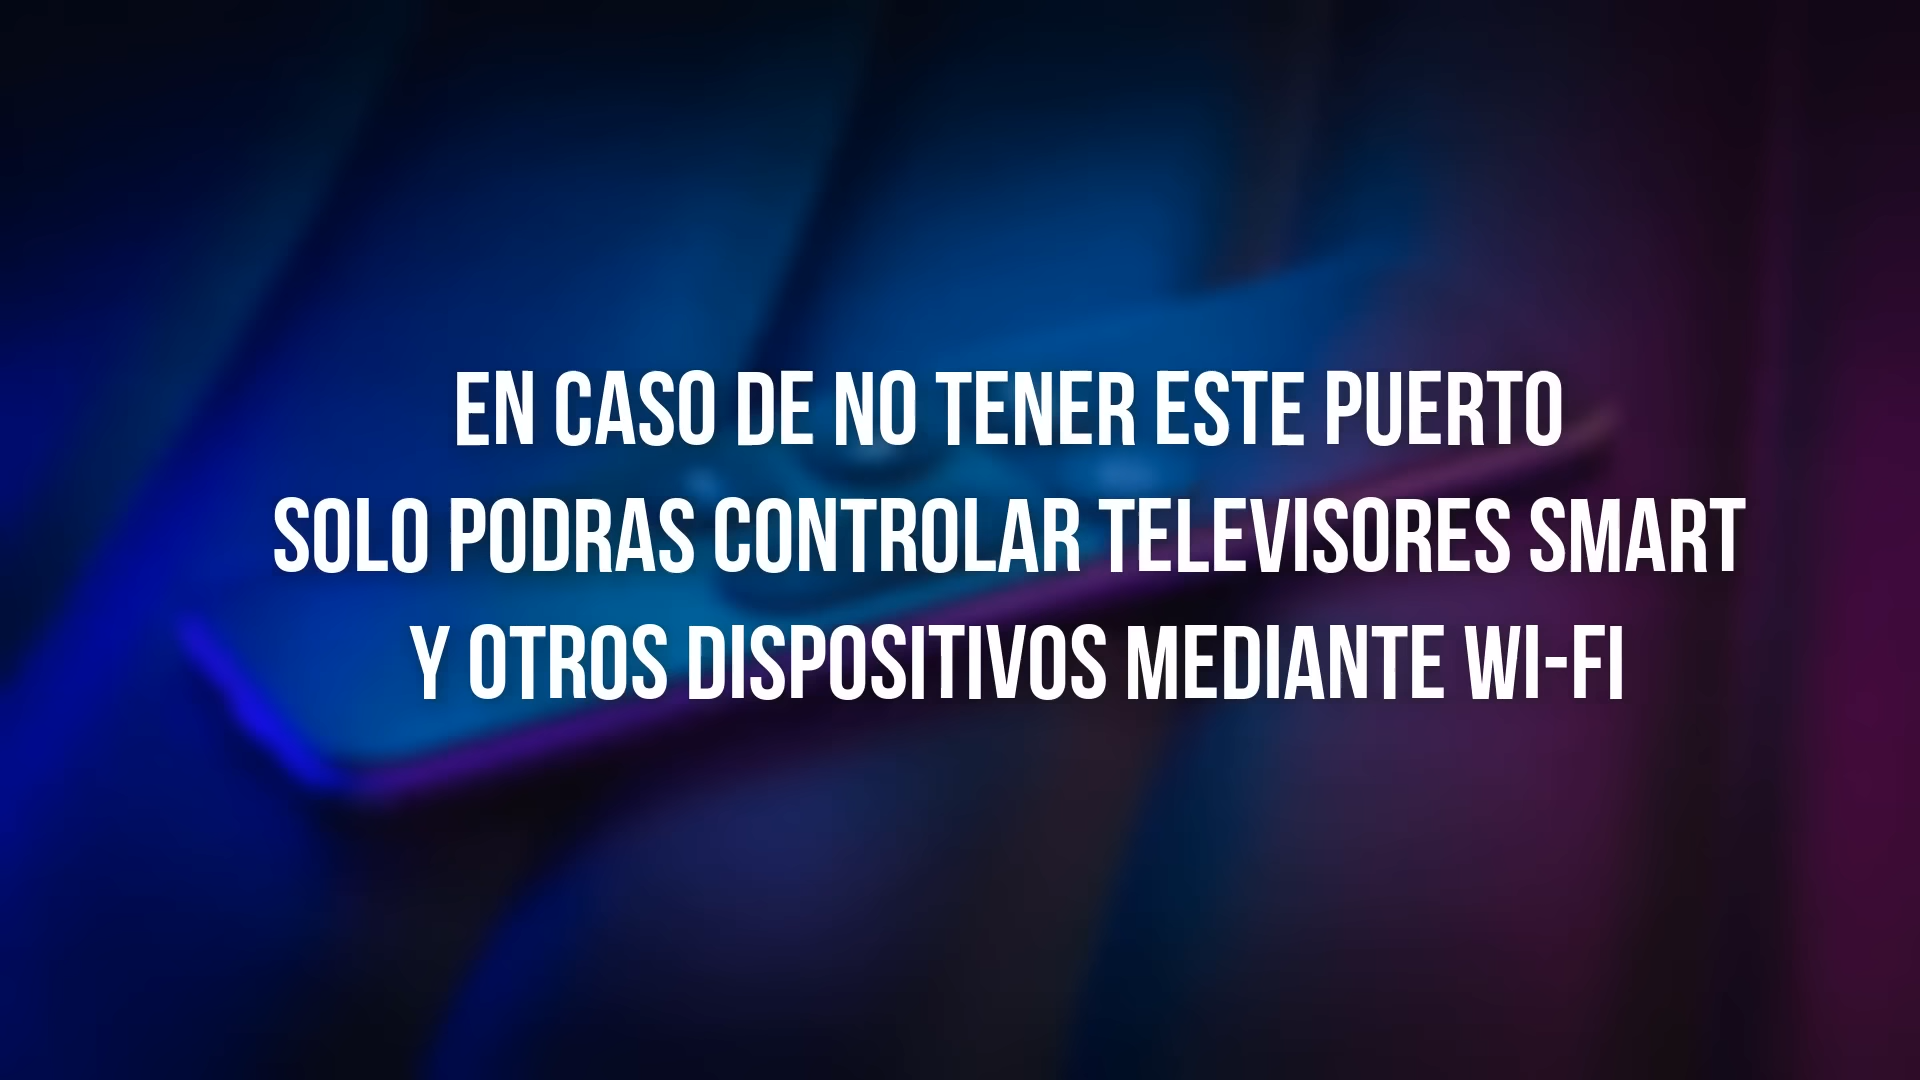 EN CASO DE NO TENER ESTE PUERTO
SOLO PODRAS CONTROLAR TELEVISORES SMART
Y OTROS DISPOSITIVOS MEDIANTE WI-FI